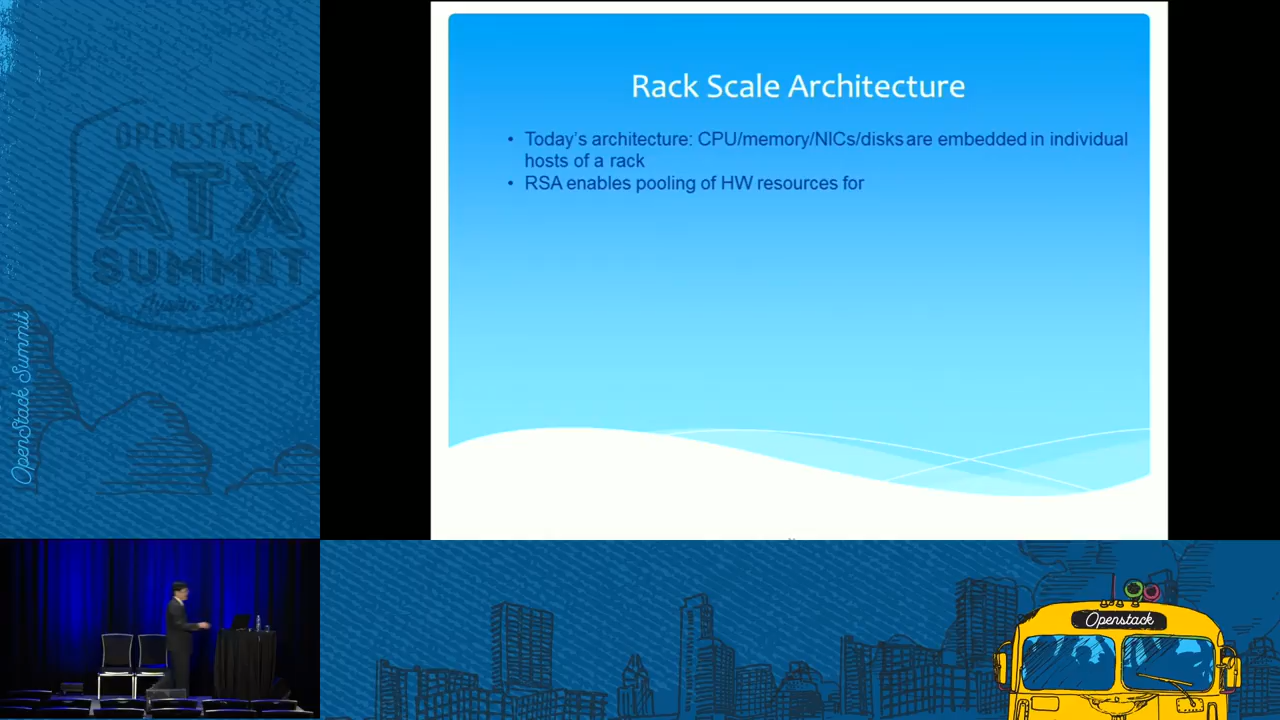 OPENSTACK
ATX
SUMMIT
Austin 2016
OpenStack Summit
Rack Scale Architecture
• Today's architecture: CPU/memory/NICs/disks are embedded in individual
hosts of a rack
• RSA enables pooling of HW resources for
Openstack